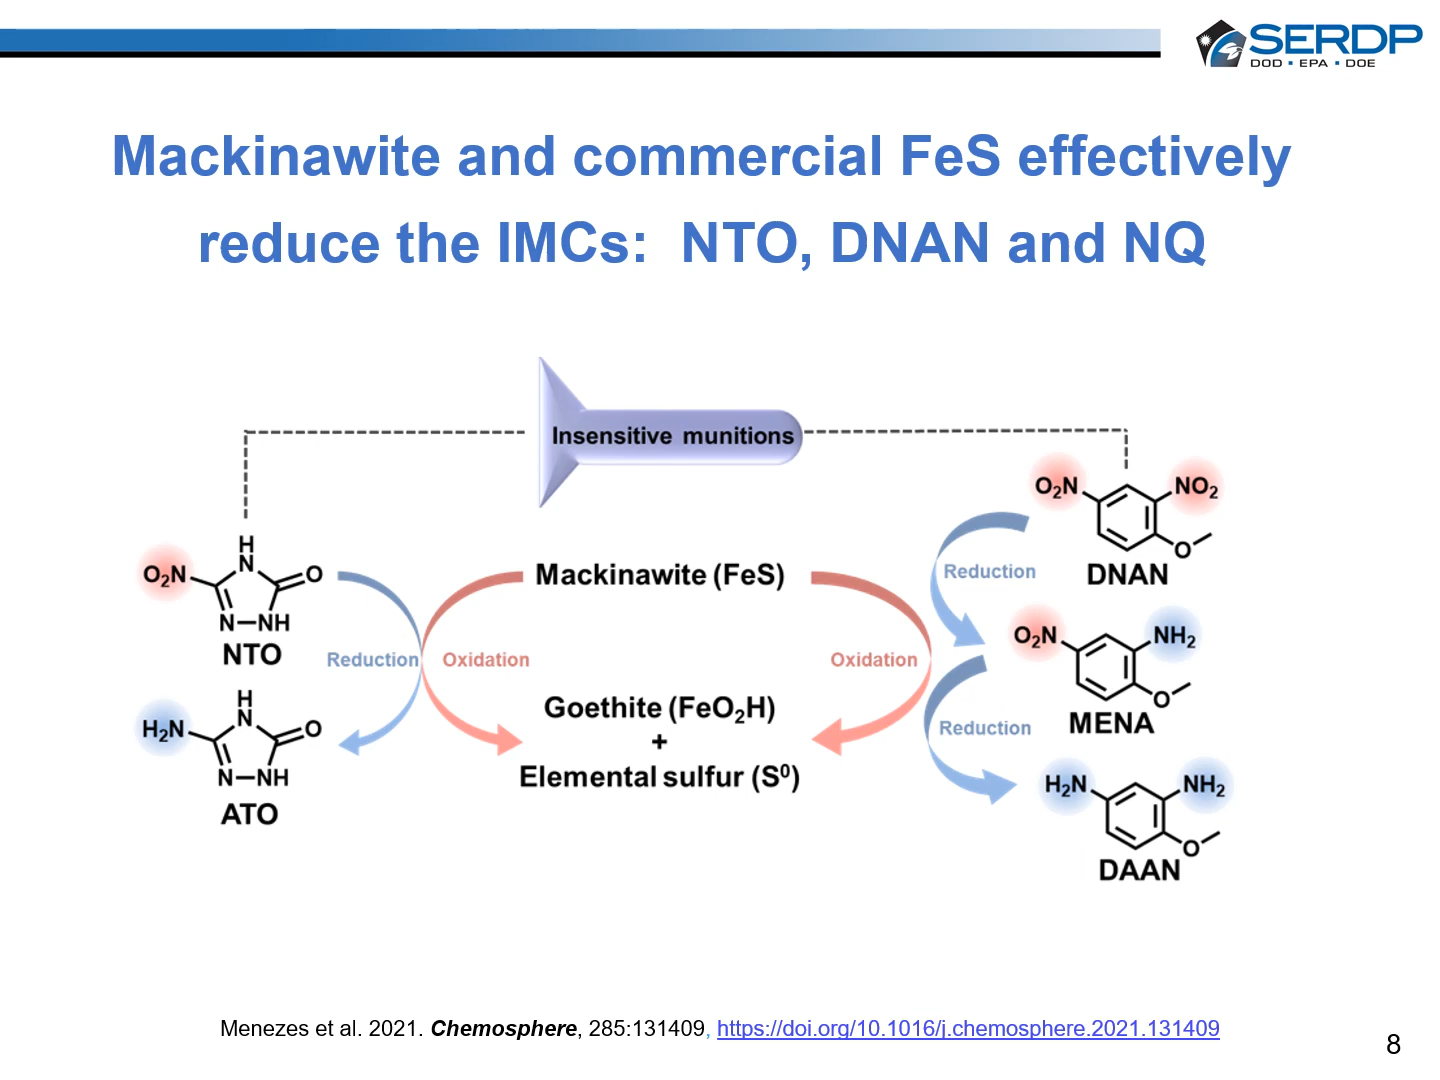 SERDP
DOD • EPA • DOE
Mackinawite and commercial FeS effectively
reduce the IMCs: NTO, DNAN and NQ
Insensitive munitions
O₂N
H
N
O
N
NH
NTO
Reduction
Oxidation
H₂N
H
N
O
N
NH
ATO
Mackinawite (FeS)
Goethite (FeO₂H)
+
Elemental sulfur (S⁰)
Oxidation
O₂N
NO₂
O
DNAN
Reduction
O₂N
NH₂
O
MENA
Reduction
H₂N
NH₂
O
DAAN
Menezes et al. 2021. Chemosphere, 285:131409, https://doi.org/10.1016/j.chemosphere.2021.131409
8